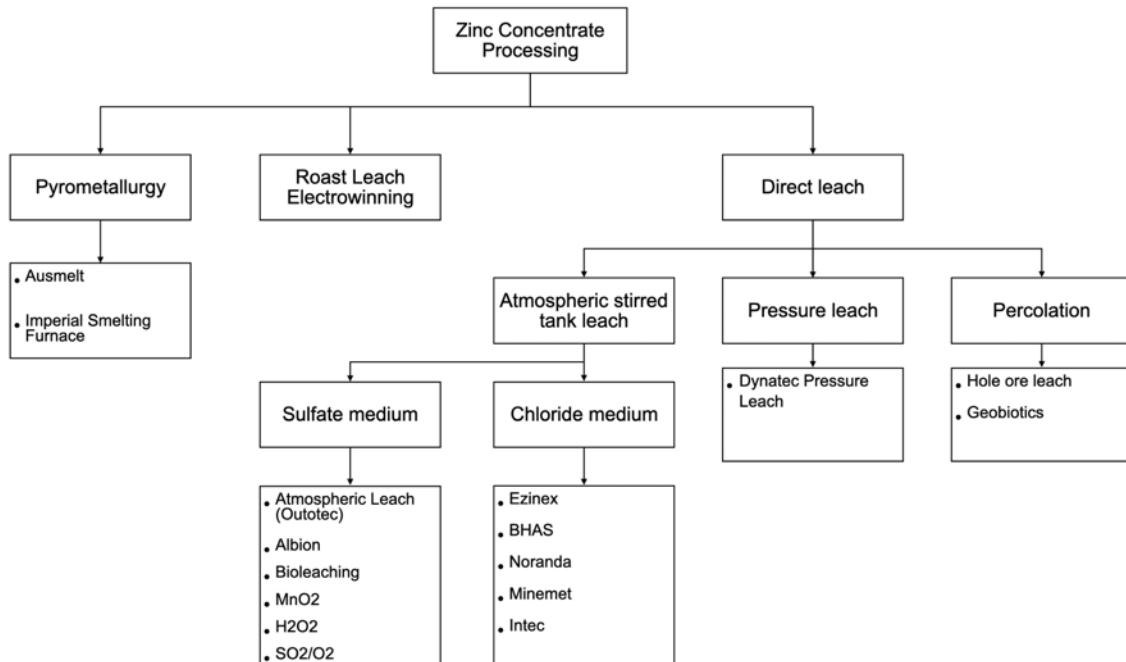 Zinc Concentrate
Processing
Pyrometallurgy
Roast Leach
Electrowinning
Direct leach
• Ausmelt
• Imperial Smelting
Furnace
Atmospheric stirred
tank leach
Pressure leach
Percolation
Sulfate medium
Chloride medium
• Dynatec Pressure
Leach
• Hole ore leach
• Geobiotics
• Atmospheric Leach
(Outotec)
• Albion
• Bioleaching
• MnO2
• H2O2
• SO2/O2
• Ezinex
• BHAS
• Noranda
• Minemet
• Intec